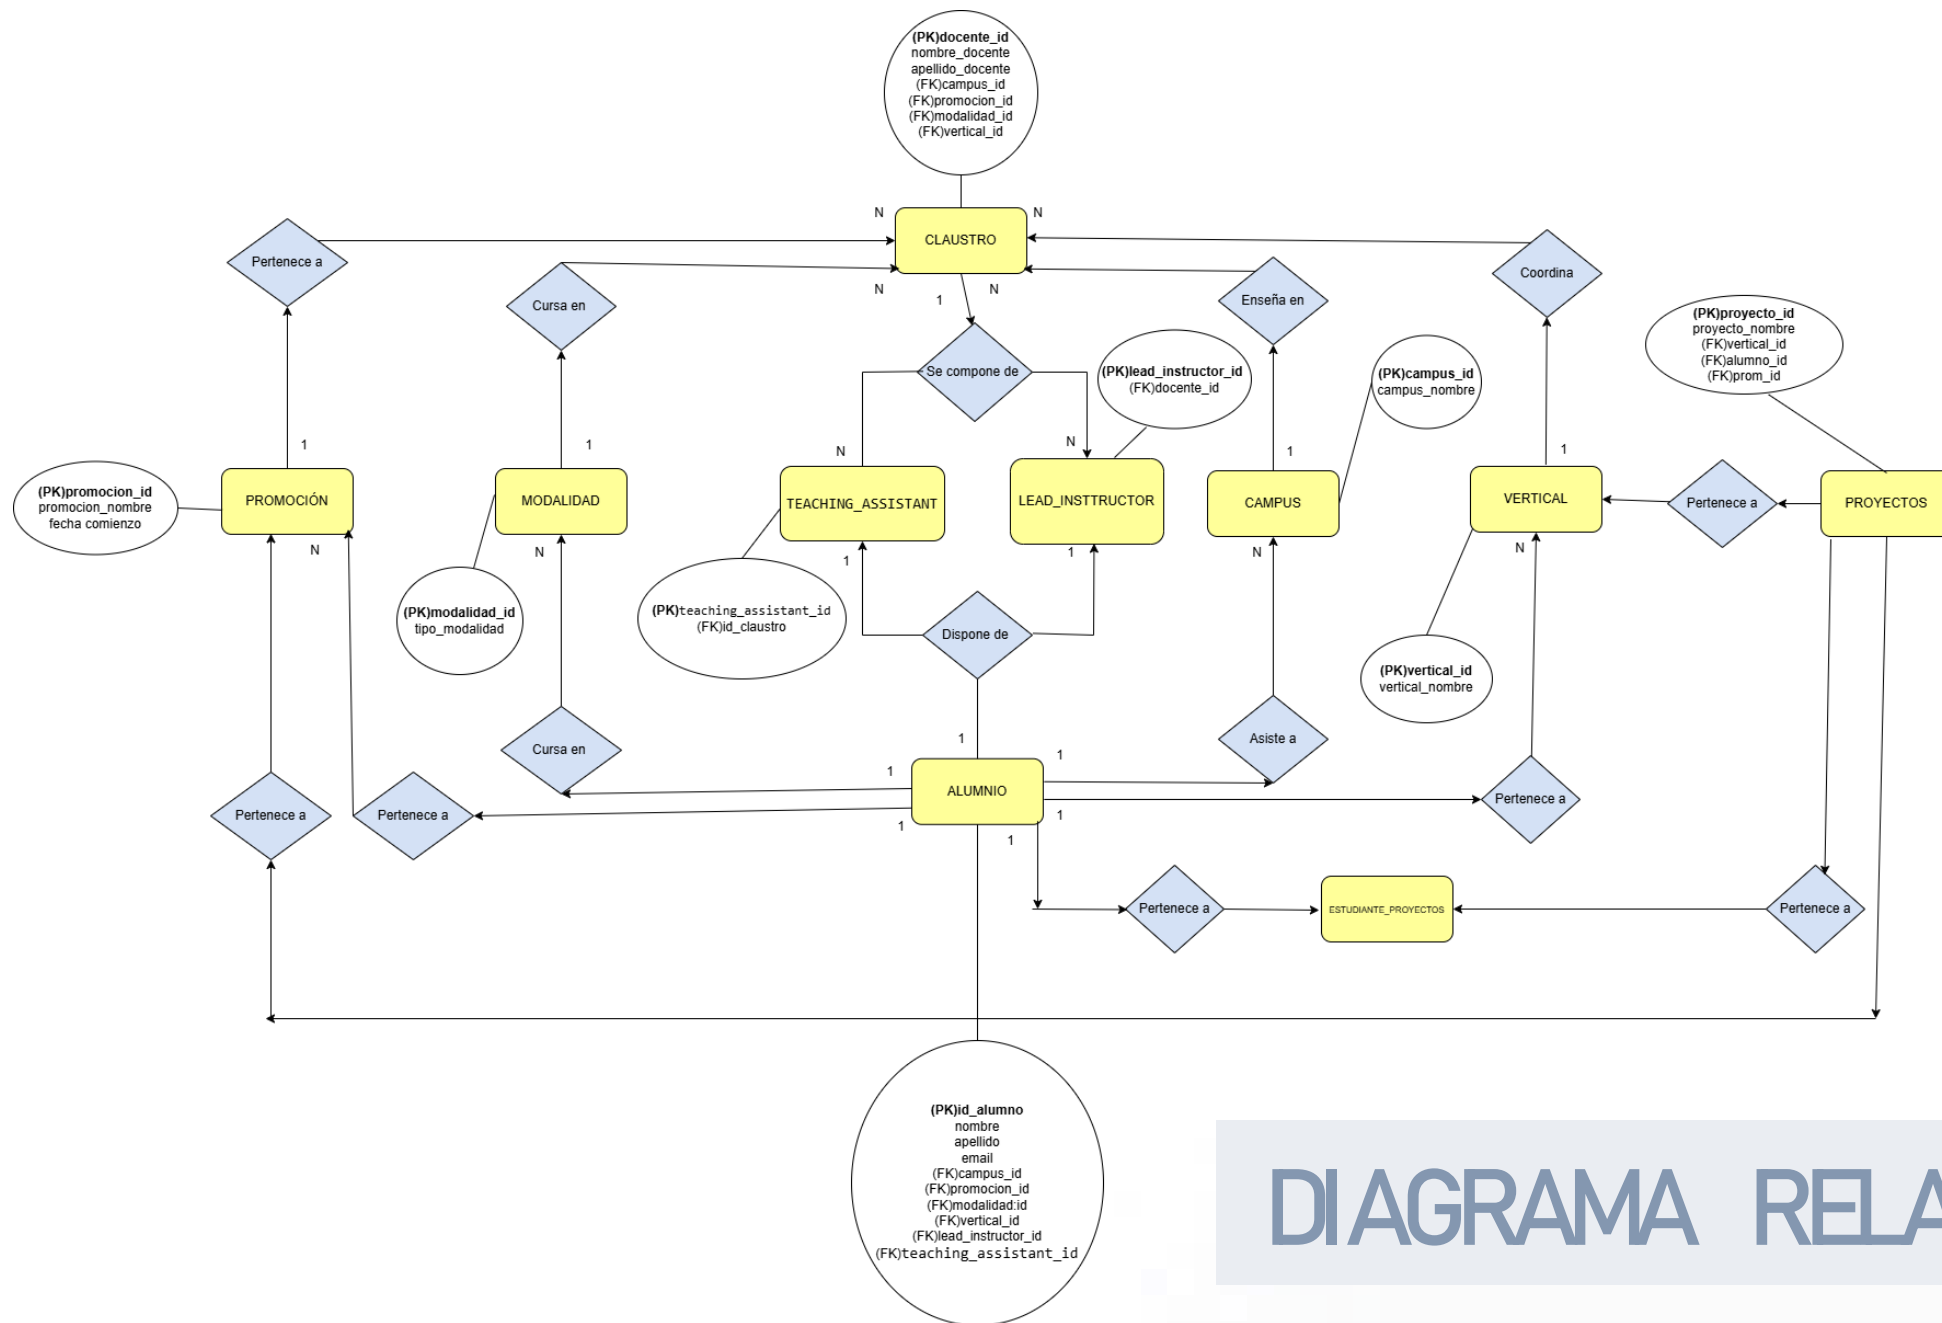 (PK)docente_id
nombre_docente
apellido_docente
(FK)campus_id
(FK)promocion_id
(FK)modalidad_id
(FK)vertical_id
N
N
CLAUSTRO
Pertenece a
Coordina
N
N
1
Cursa en
Enseña en
(PK)proyecto_id
proyecto_nombre
(FK)vertical_id
(FK)alumno_id
(FK)prom_id
Se compone de
(PK)lead_instructor_id
(FK)docente_id
(PK)campus_id
campus_nombre
1
1
N
N
1
1
(PK)promocion_id
promocion_nombre
fecha comienzo
PROMOCIÓN
MODALIDAD
TEACHING_ASSISTANT
LEAD_INSTTRUCTOR
CAMPUS
VERTICAL
Pertenece a
PROYECTOS
N
N
1
1
N
N
(PK)modalidad_id
tipo_modalidad
(PK)teaching_assistant_id
(FK)id_claustro
Dispone de
(PK)vertical_id
vertical_nombre
Cursa en
1
1
Asiste a
1
ALUMNIO
Pertenece a
Pertenece a
1
1
1
Pertenece a
Pertenece a
ESTUDIANTE_PROYECTOS
Pertenece a
(PK)id_alumno
nombre
apellido
email
(FK)campus_id
(FK)promocion_id
(FK)modalidad:id
(FK)vertical_id
(FK)lead_instructor_id
(FK)teaching_assistant_id
DIAGRAMA RELA